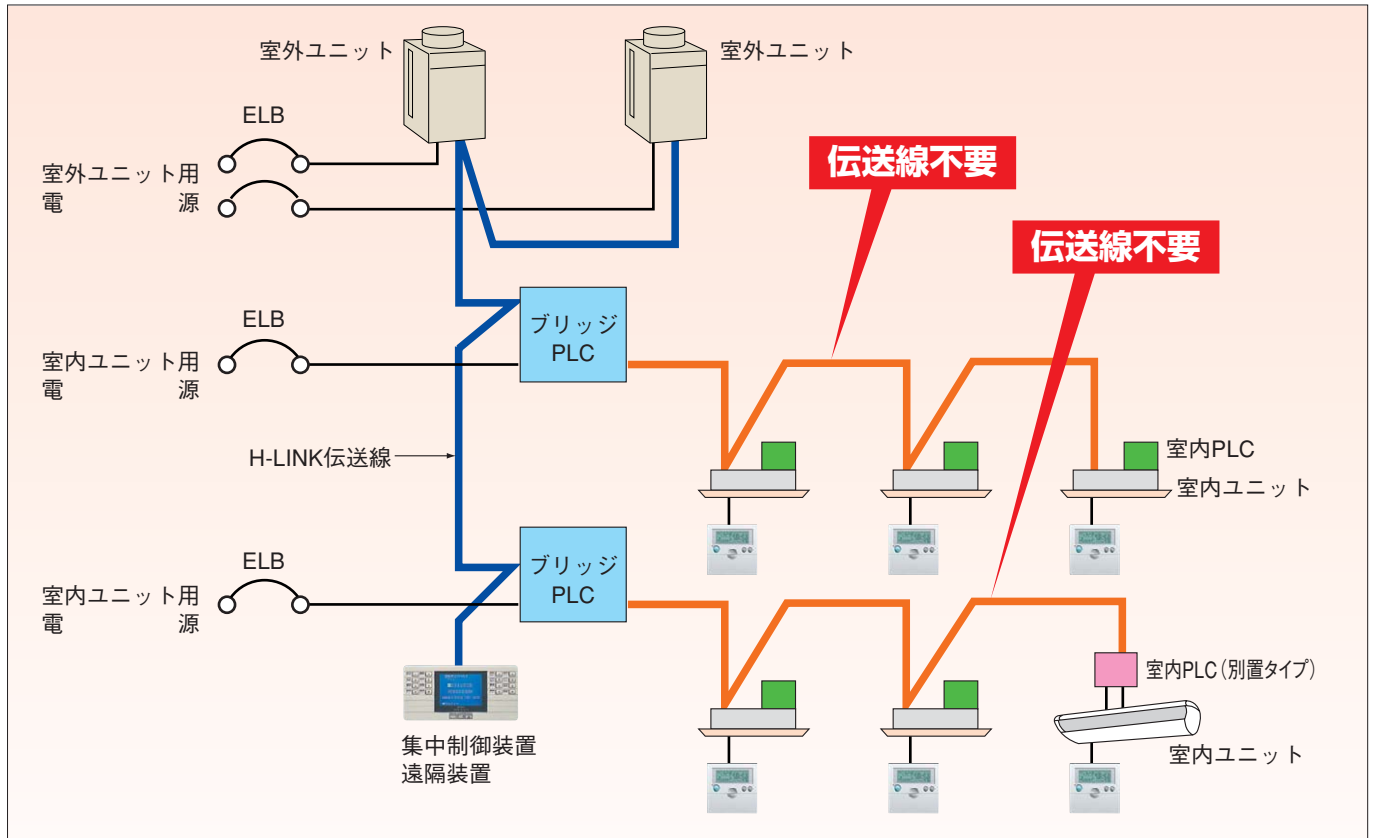 室外ユニット
室外ユニット
ELB
室外ユニット用
電 源
伝送線不要
伝送線不要
ELB
ブリッジ
PLC
室内ユニット用
電 源
H-LINK伝送線
室内PLC
室内ユニット
ELB
ブリッジ
PLC
室内ユニット用
電 源
室内PLC（別置タイプ）
室内ユニット
集中制御装置
遠隔装置